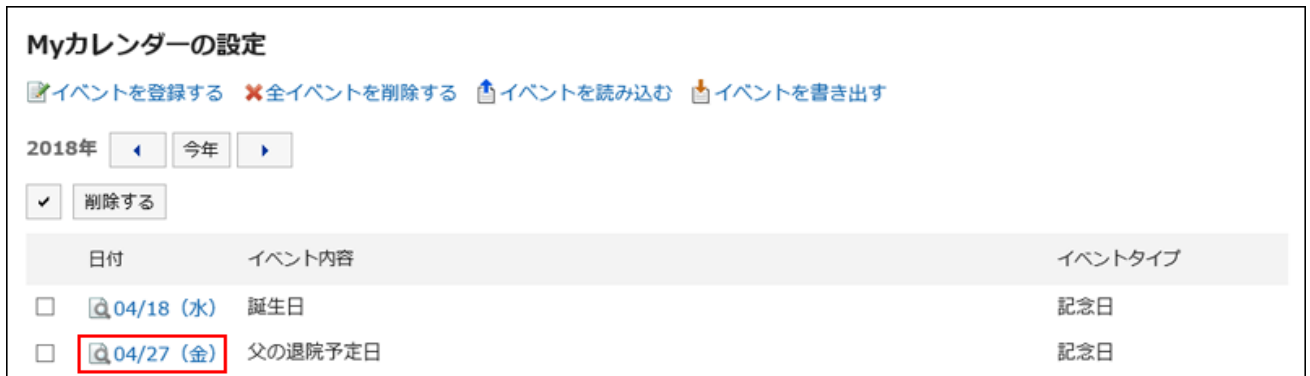 Myカレンダーの設定
イベントを登録する 全イベントを削除する イベントを読み込む イベントを書き出す
2018年 今年
削除する
日付 イベント内容 イベントタイプ
04/18（水） 誕生日 記念日
04/27（金） 父の退院予定日 記念日